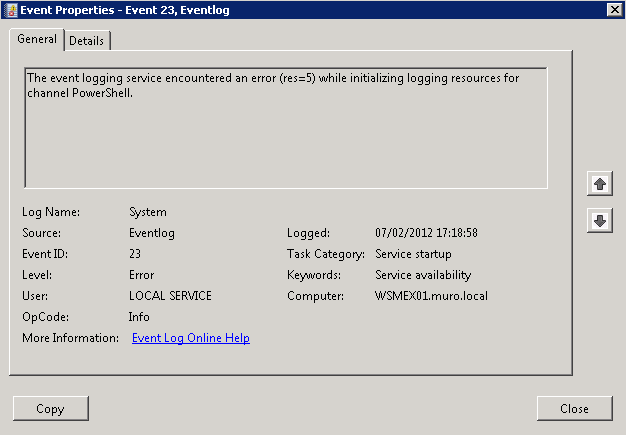 Event Properties - Event 23, Eventlog
General
Details
The event logging service encountered an error (res=5) while initializing logging resources for
channel PowerShell.
Log Name: System
Source: Eventlog Logged: 07/02/2012 17:18:58
Event ID: 23 Task Category: Service startup
Level: Error Keywords: Service availability
User: LOCAL SERVICE Computer: WSMEX01.muro.local
OpCode: Info
More Information: Event Log Online Help
Copy
Close